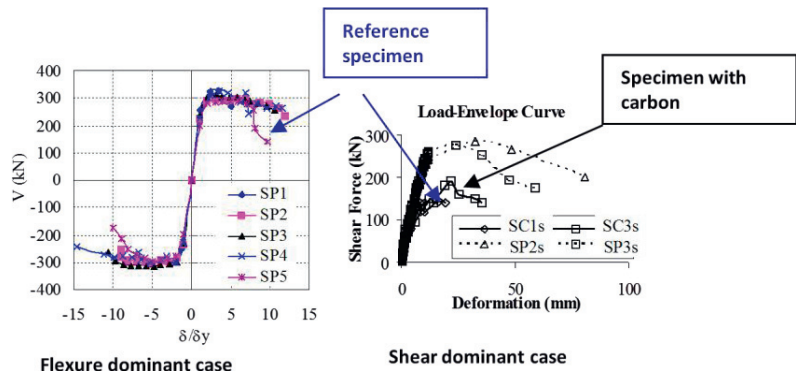 Reference
specimen
Specimen with
carbon
V (kN)
400
300
200
100
0
-100
-200
-300
-400
-15
-10
-5
0
5
10
15
δ/δy
SP1
SP2
SP3
SP4
SP5
Flexure dominant case
Load-Envelope Curve
Shear Force (kN)
300
200
100
0
0
50
100
Deformation (mm)
SC1s
SC3s
SP2s
SP3s
Shear dominant case